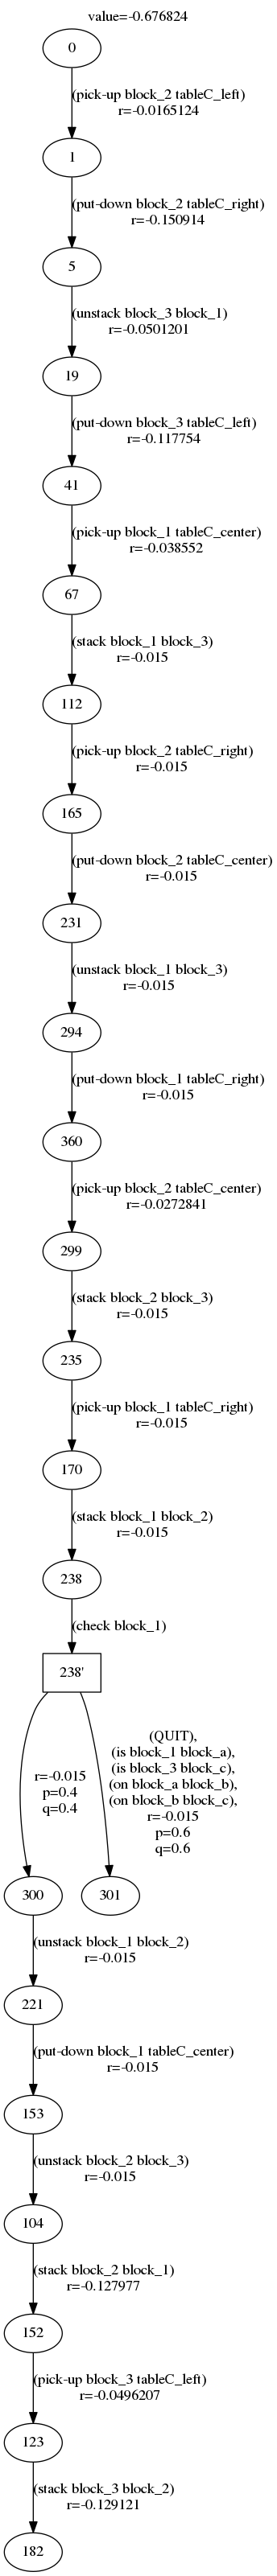 value=-0.676824
0
(pick-up block_2 tableC_left)
r=-0.0165124
1
(put-down block_2 tableC_right)
r=-0.150914
5
(unstack block_3 block_1)
r=-0.0501201
19
(put-down block_3 tableC_left)
r=-0.117754
41
(pick-up block_1 tableC_center)
r=-0.038552
67
(stack block_1 block_3)
r=-0.015
112
(pick-up block_2 tableC_right)
r=-0.015
165
(put-down block_2 tableC_center)
r=-0.015
231
(unstack block_1 block_3)
r=-0.015
294
(put-down block_1 tableC_right)
r=-0.015
360
(pick-up block_2 tableC_center)
r=-0.0272841
299
(stack block_2 block_3)
r=-0.015
235
(pick-up block_1 tableC_right)
r=-0.015
170
(stack block_1 block_2)
r=-0.015
238
(check block_1)
238'
r=-0.015
p=0.4
q=0.4
(QUIT),
(is block_1 block_a),
(is block_3 block_c),
(on block_a block_b),
(on block_b block_c),
r=-0.015
p=0.6
q=0.6
300
301
(unstack block_1 block_2)
r=-0.015
221
(put-down block_1 tableC_center)
r=-0.015
153
(unstack block_2 block_3)
r=-0.015
104
(stack block_2 block_1)
r=-0.127977
152
(pick-up block_3 tableC_left)
r=-0.0496207
123
(stack block_3 block_2)
r=-0.129121
182